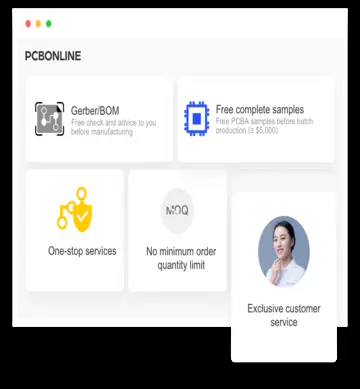 PCBONLINE
Gerber/BOM
Free check and advice to you
before manufacturing
Free complete samples
Free PCBA samples before batch
production (≥ $5,000)
One-stop services
MOQ
No minimum order
quantity limit
Exclusive customer
service